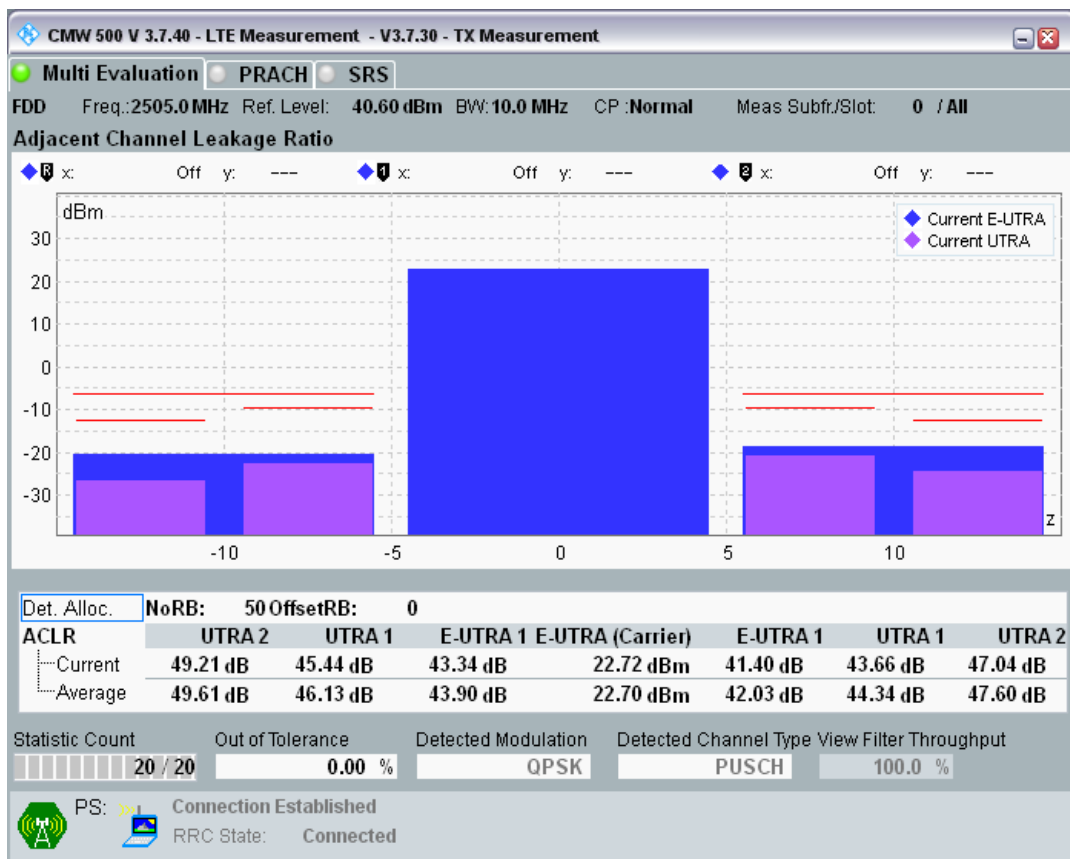 CMW 500 V 3.7.40 - LTE Measurement - V3.7.30 - TX Measurement
Multi Evaluation PRACH SRS
FDD Freq.:2505.0 MHz Ref. Level: 40.60 dBm BW:10.0 MHz CP :Normal Meas Subfr./Slot: 0 / All
Adjacent Channel Leakage Ratio
R x: Off y: --- 1 x: Off y: --- 2 x: Off y: ---
dBm
Current E-UTRA
Current UTRA
30
20
10
0
-10
-20
-30
z
-10 -5 0 5 10
Det. Alloc. NoRB: 50 OffsetRB: 0
ACLR UTRA 2 UTRA 1 E-UTRA 1 E-UTRA (Carrier) E-UTRA 1 UTRA 1 UTRA 2
Current 49.21 dB 45.44 dB 43.34 dB 22.72 dBm 41.40 dB 43.66 dB 47.04 dB
Average 49.61 dB 46.13 dB 43.90 dB 22.70 dBm 42.03 dB 44.34 dB 47.60 dB
Statistic Count Out of Tolerance Detected Modulation Detected Channel Type View Filter Throughput
20 / 20 0.00 % QPSK PUSCH 100.0 %
PS: Connection Established
RRC State: Connected